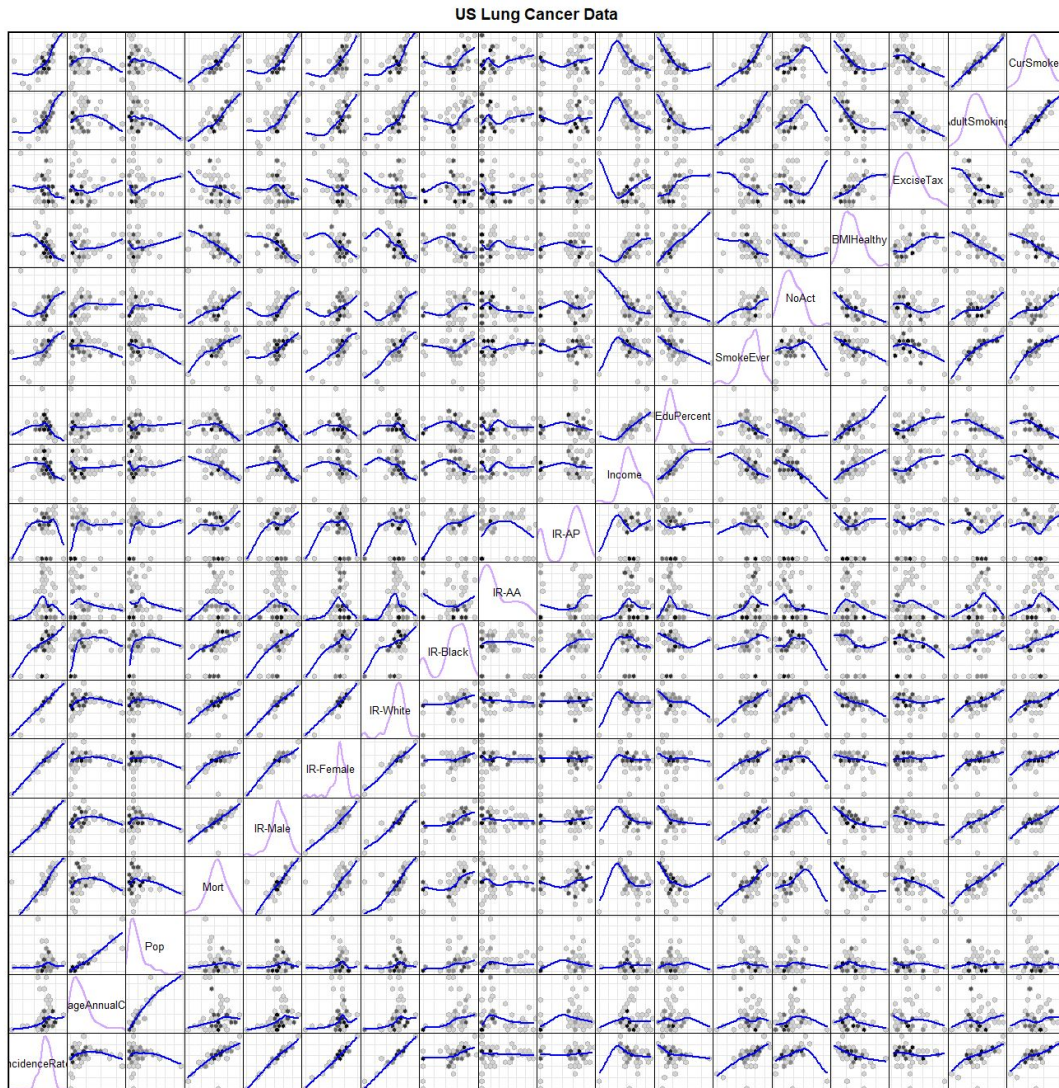 US Lung Cancer Data
CurSmoke
AdultSmoking
ExciseTax
BMIHealthy
NoAct
SmokeEver
EduPercent
Income
IR-AP
IR-AA
IR-Black
IR-White
IR-Female
IR-Male
Mort
Pop
ageAnnualC
ncidenceRat